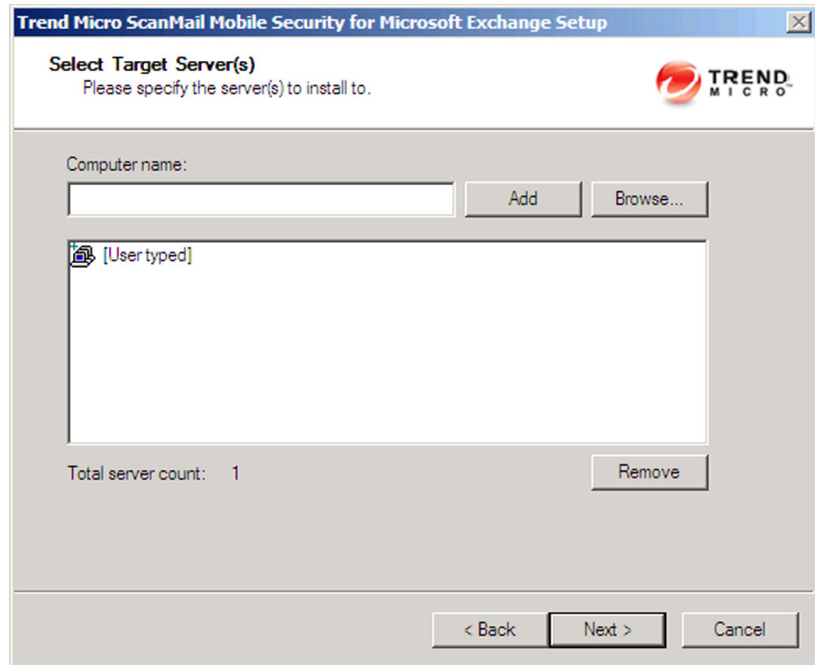 Trend Micro ScanMail Mobile Security for Microsoft Exchange Setup
Select Target Server(s)
Please specify the server(s) to install to.
TREND
MICRO™
Computer name:
Add
Browse...
[User typed]
Total server count: 1
Remove
< Back
Next >
Cancel